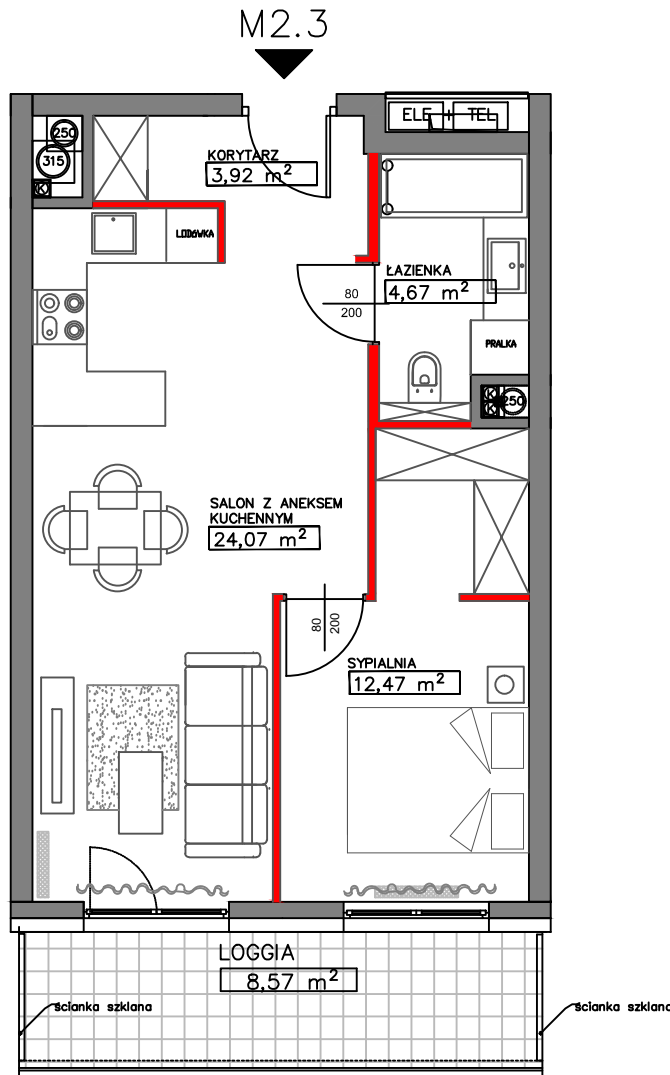 M2.3
ELE + TEL
250
315
K
KORYTARZ
3,92 m²
LODÓWKA
ŁAZIENKA
4,67 m²
80
200
PRALKA
K
K
250
SALON Z ANEKSEM
KUCHENNYM
24,07 m²
80
200
SYPIALNIA
12,47 m²
LOGGIA
8,57 m²
ścianka szklana
ścianka szklana